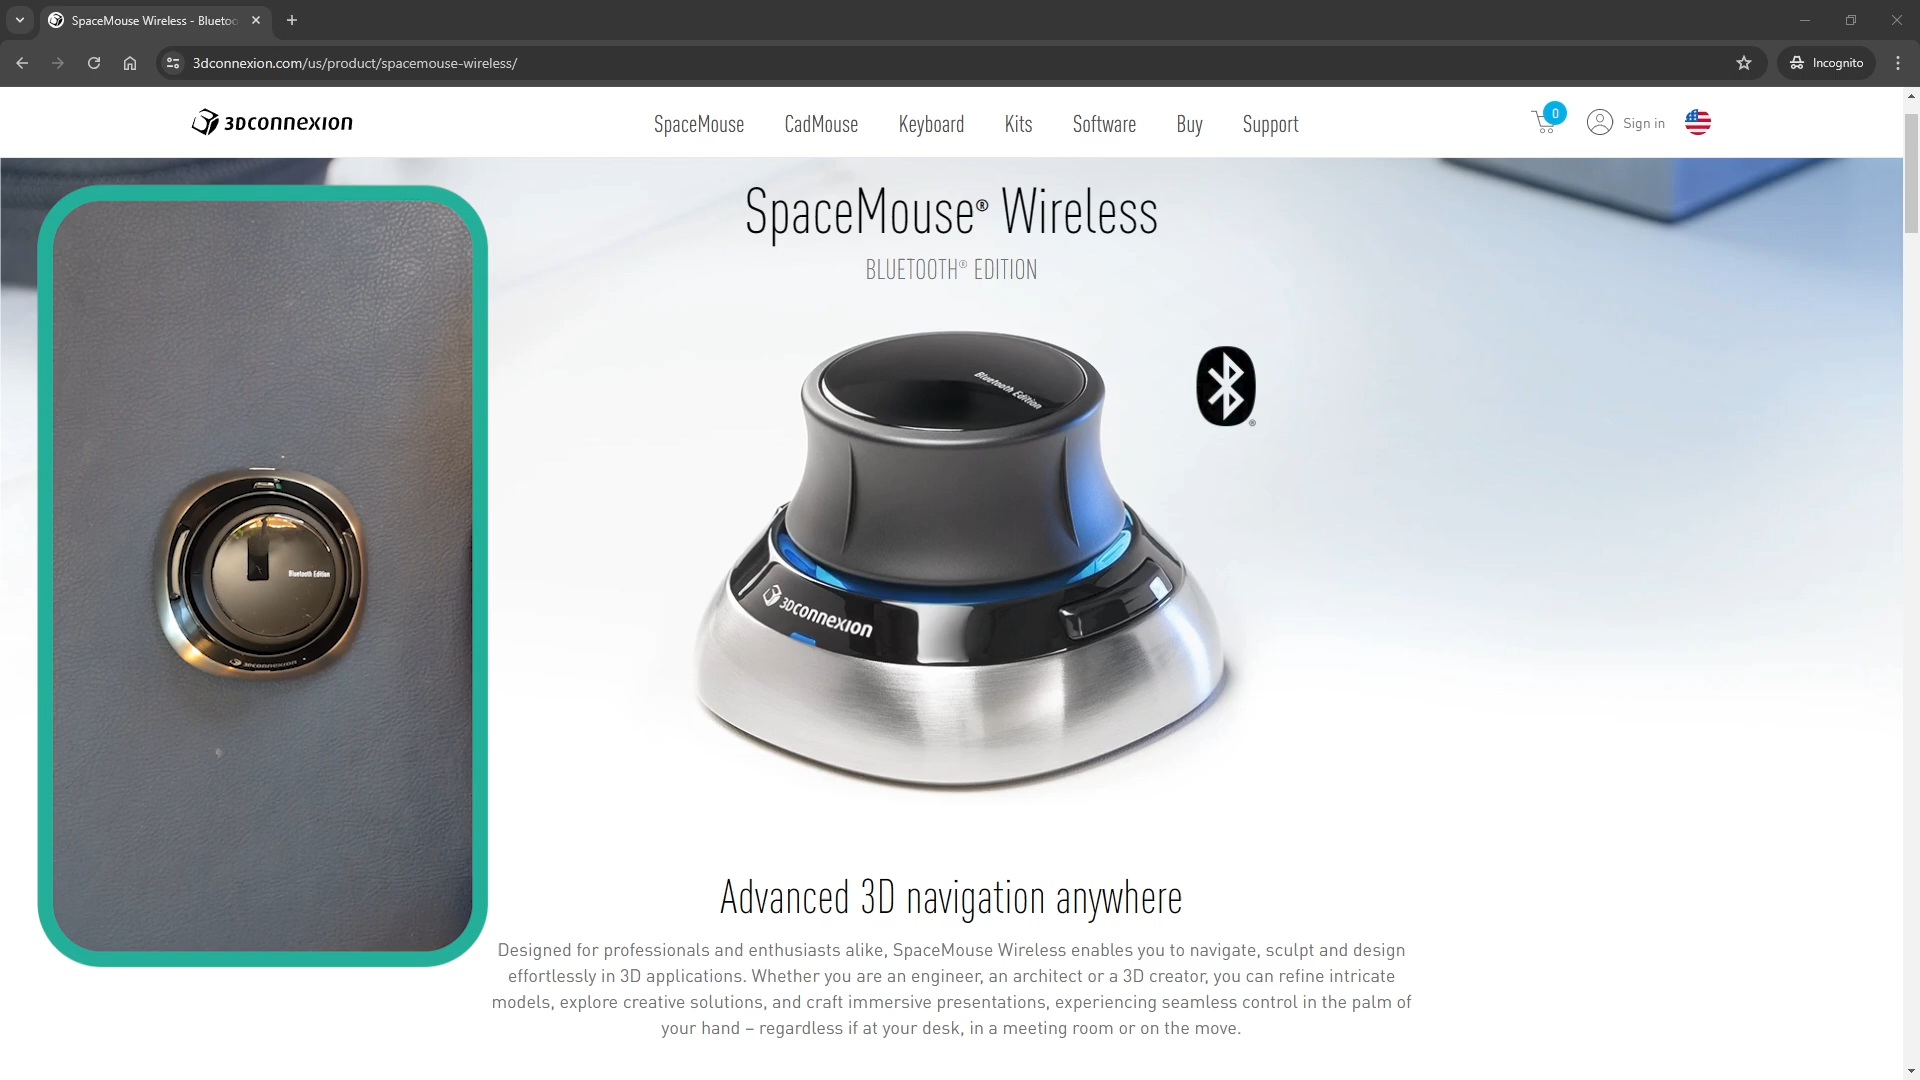 SpaceMouse Wireless - Bluetoo
3dconnexion.com/us/product/spacemouse-wireless/
Incognito
3Dconnexion
SpaceMouse
CadMouse
Keyboard
Kits
Software
Buy
Support
0
Sign in
SpaceMouse® Wireless
BLUETOOTH® EDITION
Bluetooth Edition
®
3Dconnexion
Bluetooth Edition
3Dconnexion
Advanced 3D navigation anywhere
Designed for professionals and enthusiasts alike, SpaceMouse Wireless enables you to navigate, sculpt and design
effortlessly in 3D applications. Whether you are an engineer, an architect or a 3D creator, you can refine intricate
models, explore creative solutions, and craft immersive presentations, experiencing seamless control in the palm of
your hand – regardless if at your desk, in a meeting room or on the move.